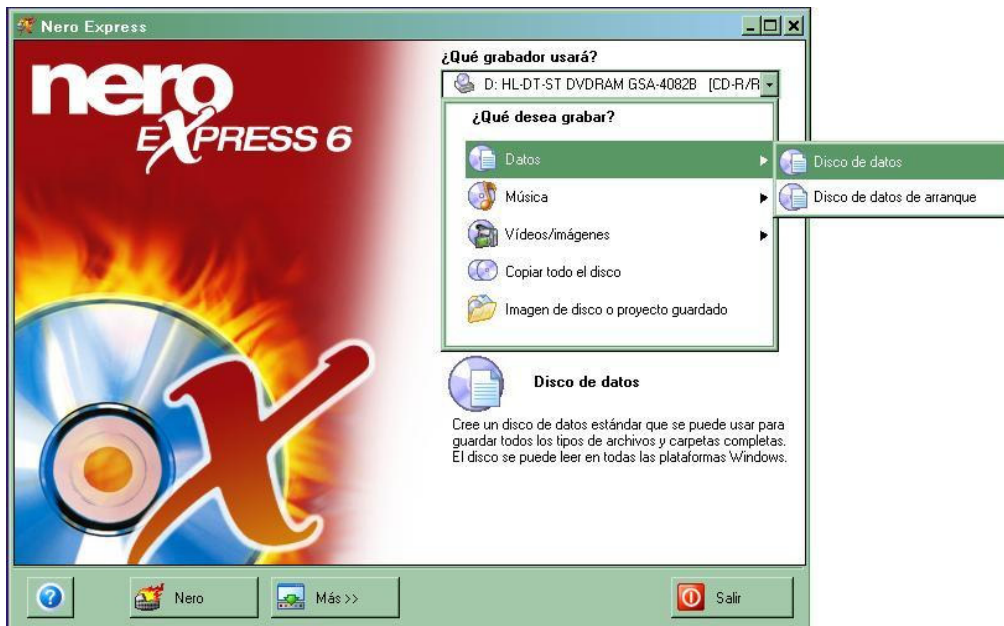 Nero Express
nero
EXPRESS 6
¿Qué grabador usará?
D: HL-DT-ST DVDRAM GSA-4082B [CD-R/R
¿Qué desea grabar?
Datos
Disco de datos
Música
Disco de datos de arranque
Vídeos/imágenes
Copiar todo el disco
Imagen de disco o proyecto guardado
Disco de datos
Cree un disco de datos estándar que se puede usar para
guardar todos los tipos de archivos y carpetas completas.
El disco se puede leer en todas las plataformas Windows.
Nero
Más >>
Salir